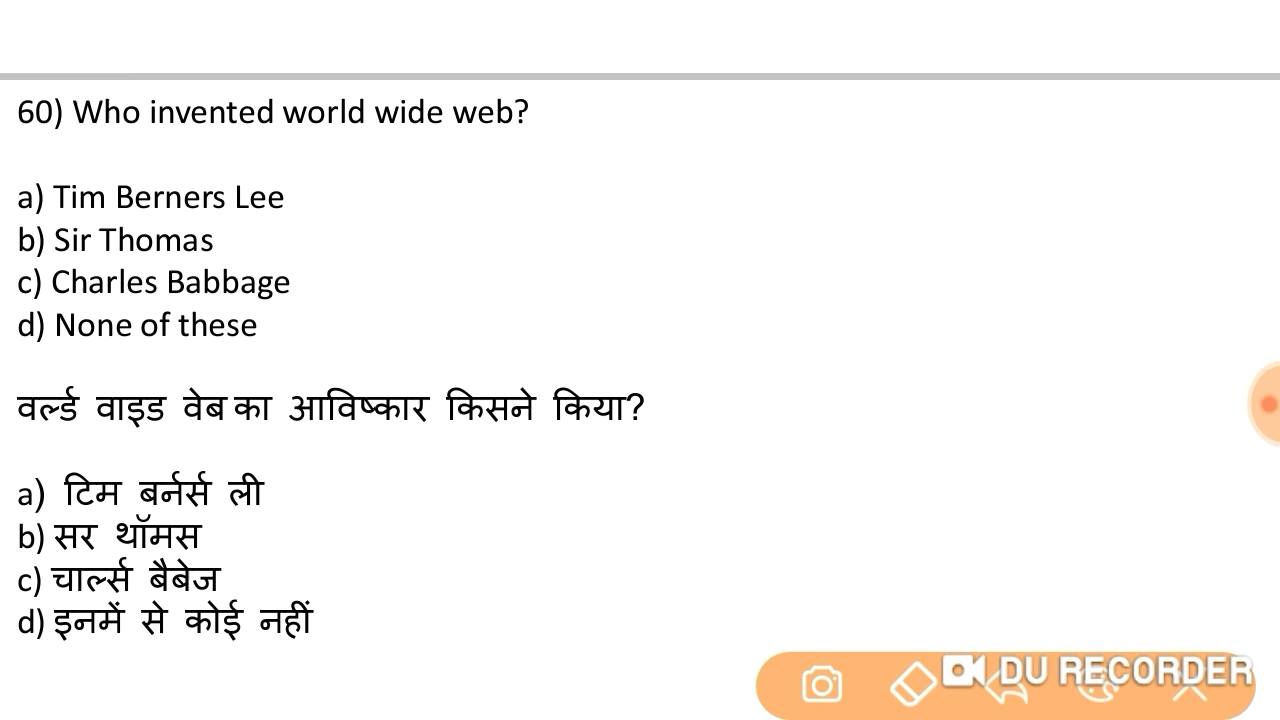 60) Who invented world wide web?
a) Tim Berners Lee
b) Sir Thomas
c) Charles Babbage
d) None of these
वर्ल्ड वाइड वेब का आविष्कार किसने किया?
a) टिम बर्नर्स ली
b) सर थॉमस
c) चार्ल्स बैबेज
d) इनमें से कोई नहीं
DU RECORDER